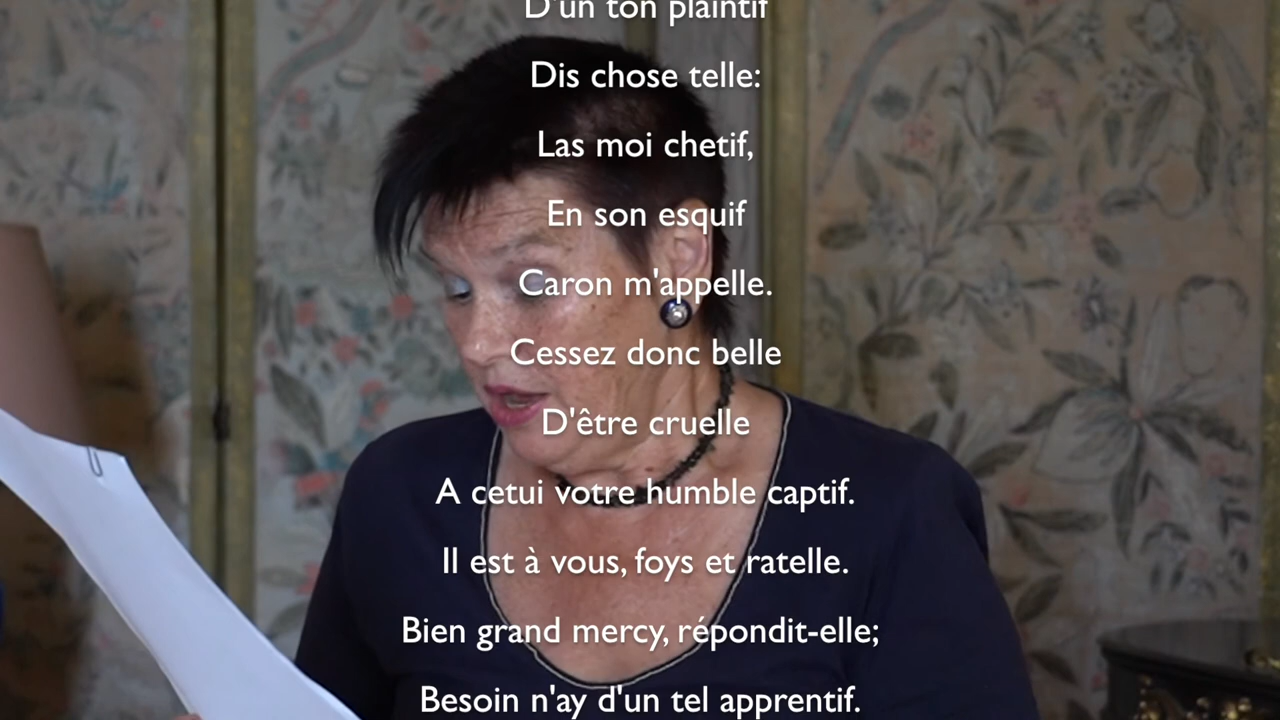 D'un ton plaintif
Dis chose telle:
Las moi chetif,
En son esquif
Caron m'appelle.
Cessez donc belle
D'être cruelle
A cetui votre humble captif.
Il est à vous, foys et ratelle.
Bien grand mercy, répondit-elle;
Besoin n'ay d'un tel apprentif.